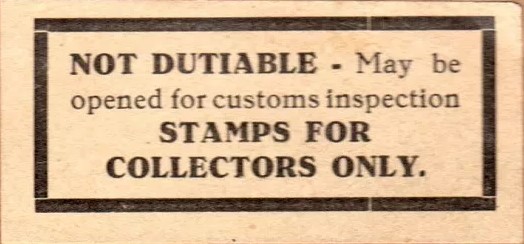 NOT DUTIABLE - May be
opened for customs inspection
STAMPS FOR
COLLECTORS ONLY.